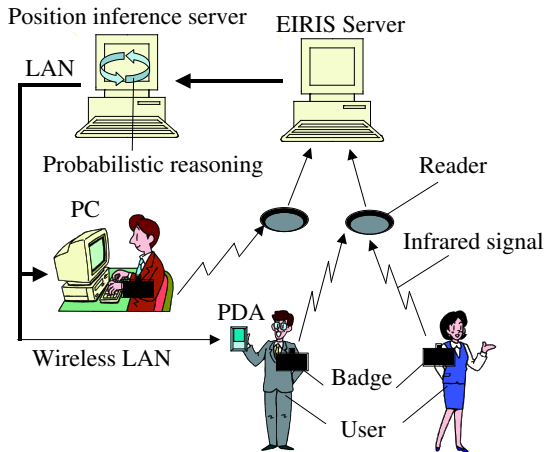 Position inference server
EIRIS Server
LAN
Probabilistic reasoning
Reader
PC
Infrared signal
PDA
Wireless LAN
Badge
User